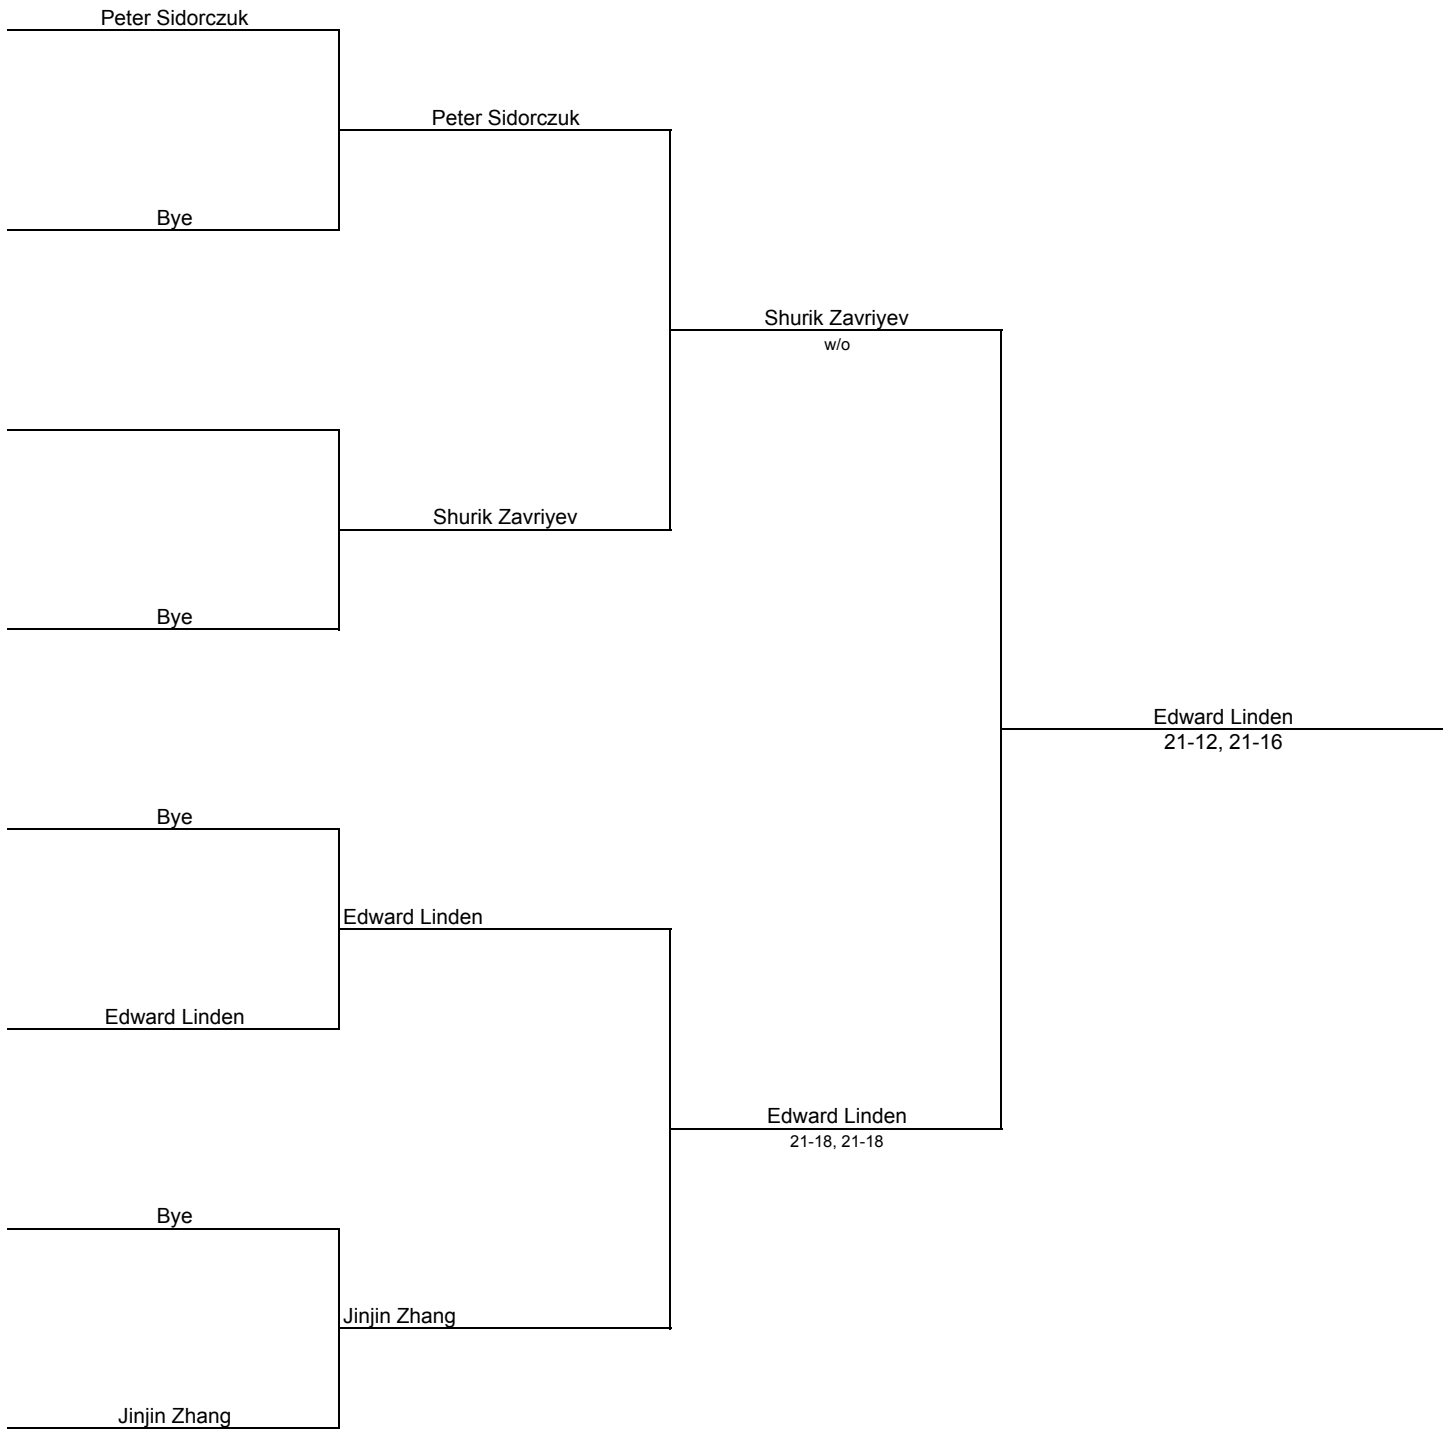 Peter Sidorczuk
Peter Sidorczuk
Bye
Shurik Zavriyev
w/o
Shurik Zavriyev
Bye
Edward Linden
21-12, 21-16
Bye
Edward Linden
Edward Linden
Edward Linden
21-18, 21-18
Bye
Jinjin Zhang
Jinjin Zhang